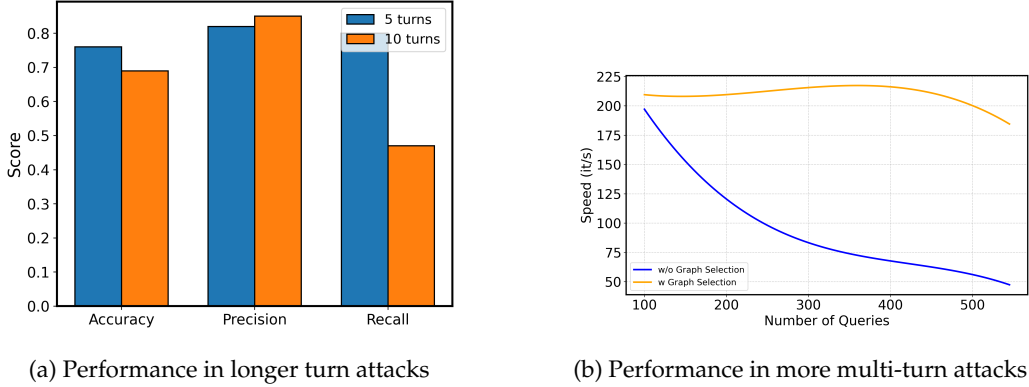 5 turns
10 turns
0.8
0.7
0.6
0.5
0.4
0.3
0.2
0.1
0.0
Score
Accuracy Precision Recall
(a) Performance in longer turn attacks
225
200
175
150
125
100
75
50
Speed (it/s)
w/o Graph Selection
w Graph Selection
100 200 300 400 500
Number of Queries
(b) Performance in more multi-turn attacks